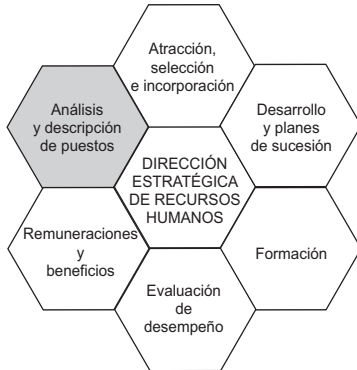 Atracción,
selección
e incorporación
Análisis
y descripción
de puestos
Desarrollo
y planes
de sucesión
DIRECCIÓN
ESTRATÉGICA
DE RECURSOS
HUMANOS
Remuneraciones
y
beneficios
Formación
Evaluación
de
desempeño